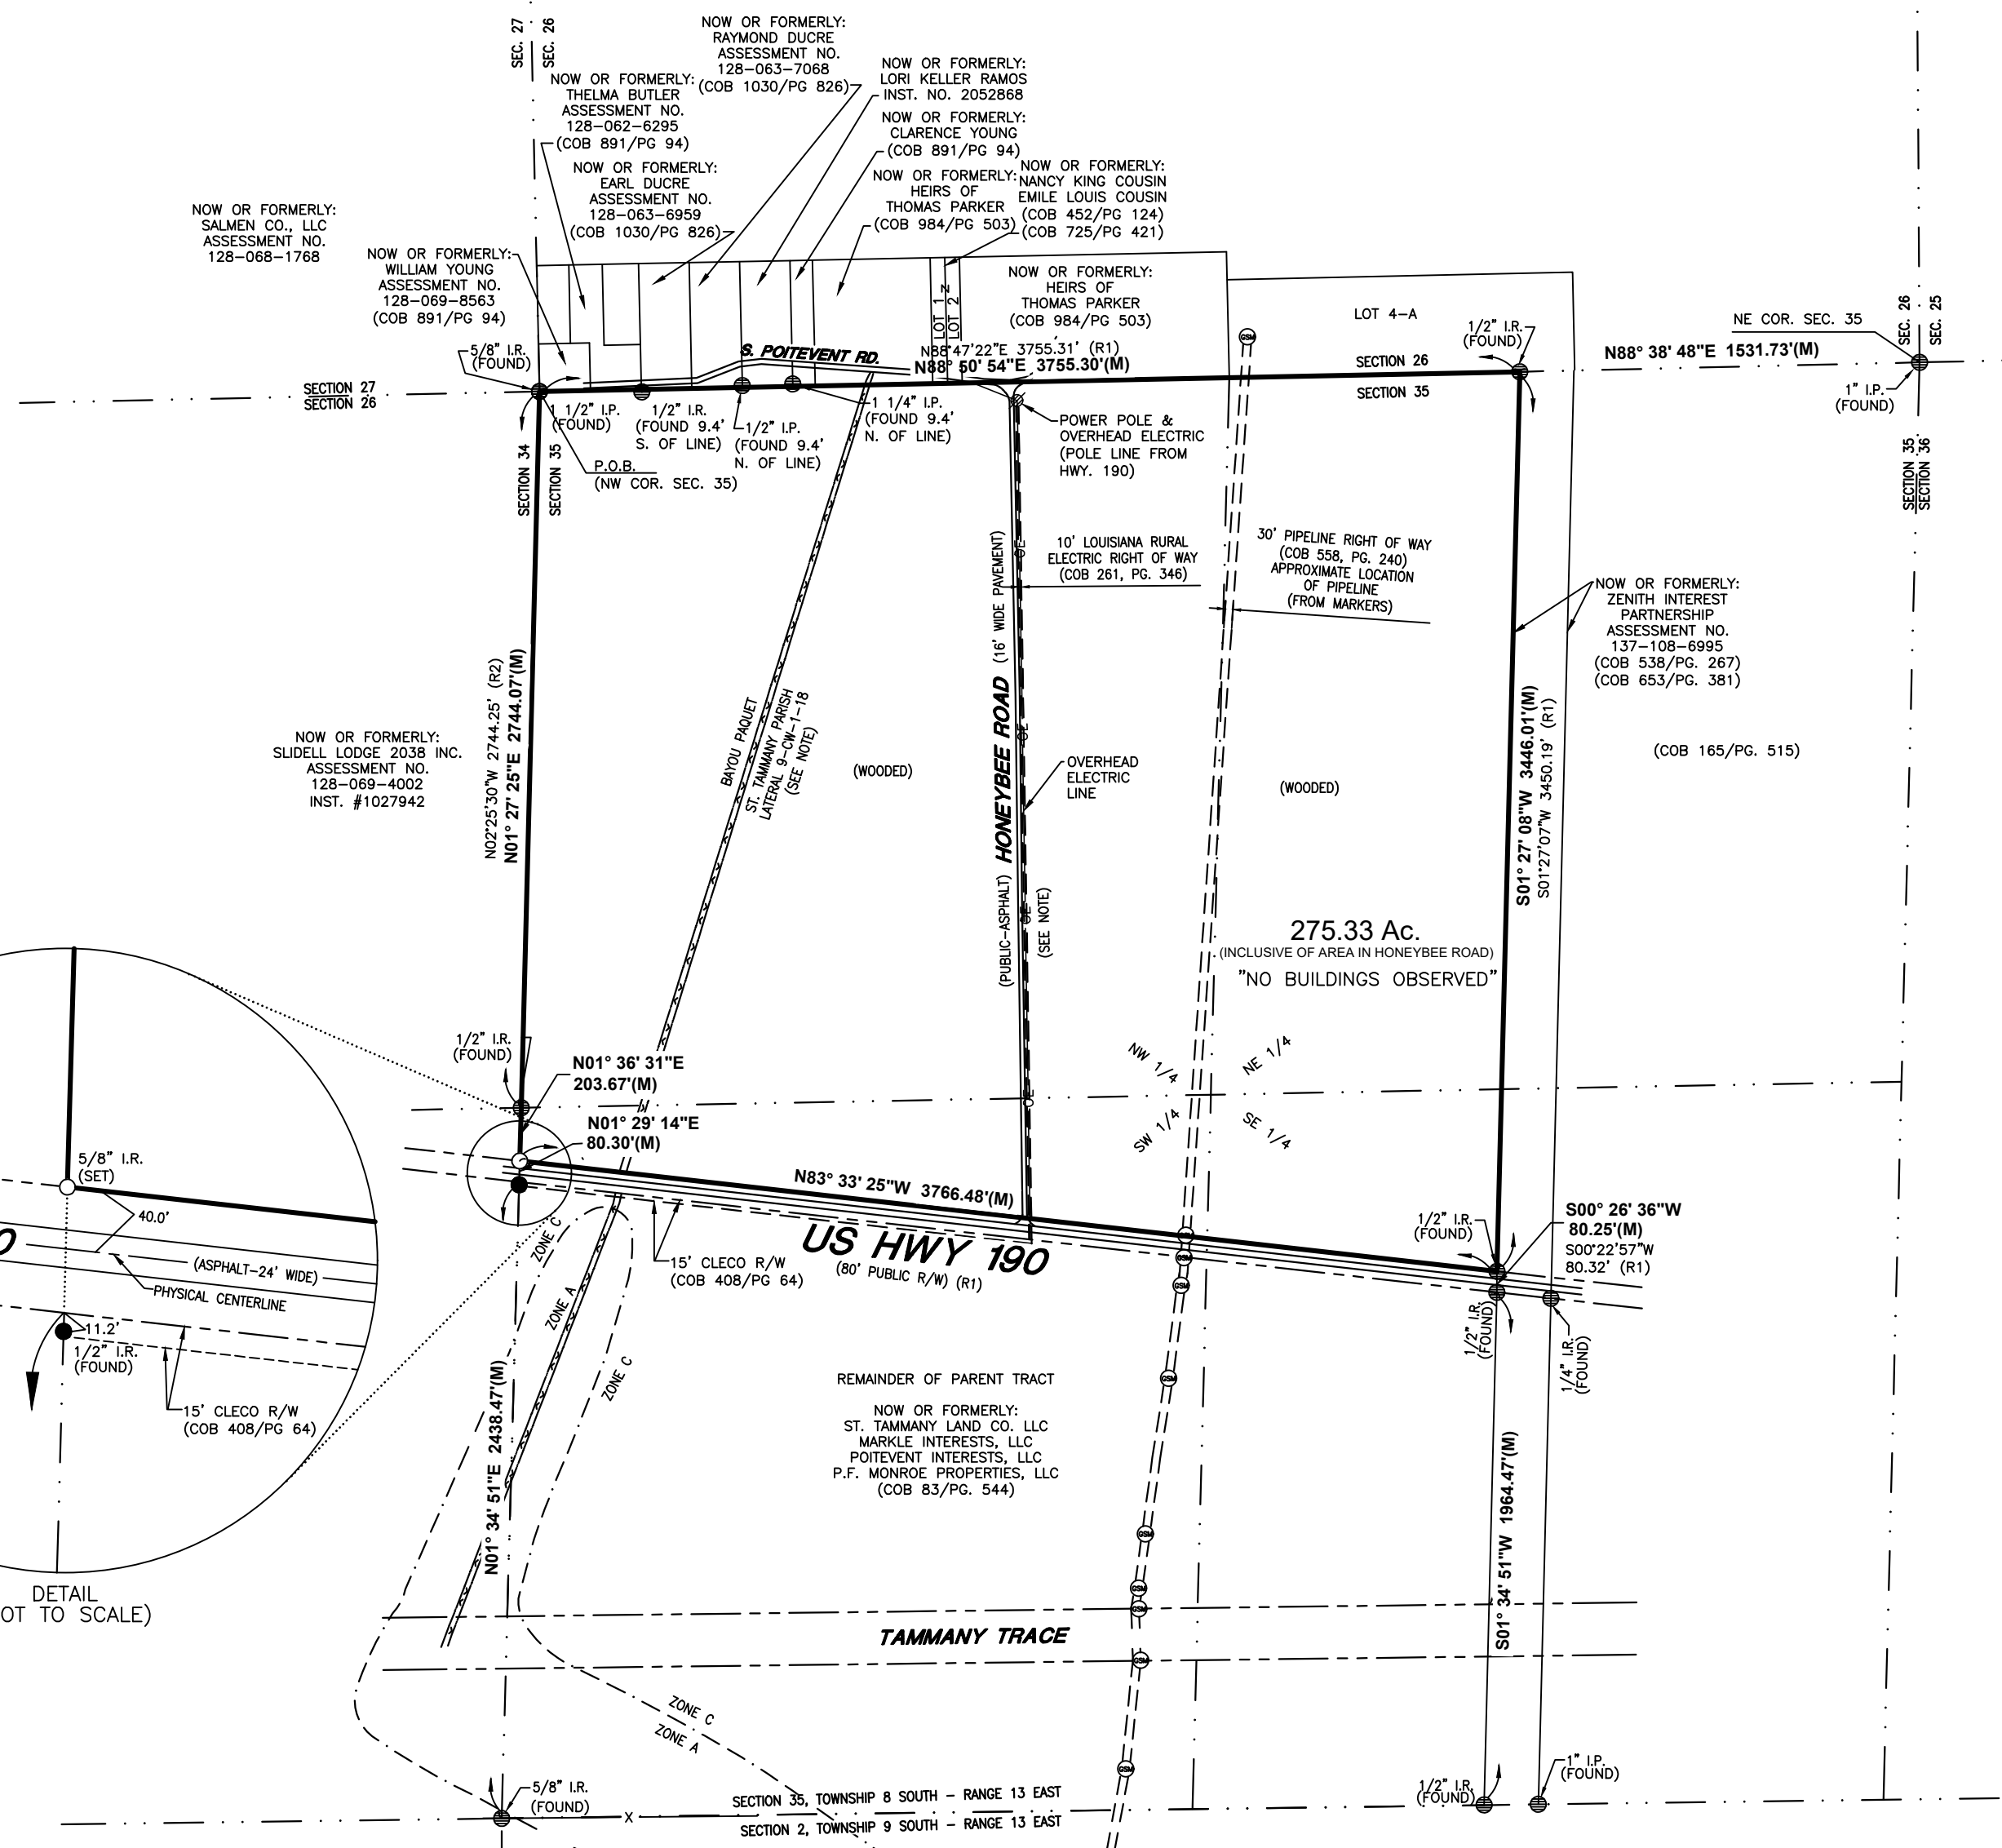 SEC. 27
SEC. 26
NOW OR FORMERLY:
RAYMOND DUCRE
ASSESSMENT NO.
128-063-7068
(COB 1030/PG 826)
NOW OR FORMERLY:
THELMA BUTLER
ASSESSMENT NO.
128-062-6295
(COB 891/PG 94)
NOW OR FORMERLY:
LORI KELLER RAMOS
INST. NO. 2052868
NOW OR FORMERLY:
CLARENCE YOUNG
(COB 891/PG 94)
NOW OR FORMERLY:
EARL DUCRE
ASSESSMENT NO.
128-063-6959
(COB 1030/PG 826)
NOW OR FORMERLY:
HEIRS OF
THOMAS PARKER
(COB 984/PG 503)
NOW OR FORMERLY:
NANCY KING COUSIN
EMILE LOUIS COUSIN
(COB 452/PG 124)
(COB 725/PG 421)
NOW OR FORMERLY:
SALMEN CO., LLC
ASSESSMENT NO.
128-068-1768
NOW OR FORMERLY:
WILLIAM YOUNG
ASSESSMENT NO.
128-069-8563
(COB 891/PG 94)
LOT 1
LOT 2
NOW OR FORMERLY:
HEIRS OF
THOMAS PARKER
(COB 984/PG 503)
LOT 4-A
GSM
1/2" I.R.
(FOUND)
SEC. 26
SEC. 25
NE COR. SEC. 35
N88° 38' 48"E 1531.73'(M)
1" I.P.
(FOUND)
SECTION 35
SECTION 36
5/8" I.R.
(FOUND)
S. POITEVENT RD.
N88°47'22"E 3755.31' (R1)
N88° 50' 54"E 3755.30'(M)
SECTION 26
SECTION 35
SECTION 27
SECTION 26
1 1/2" I.P.
(FOUND)
1/2" I.R.
(FOUND 9.4'
S. OF LINE)
1/2" I.P.
(FOUND 9.4'
N. OF LINE)
1 1/4" I.P.
(FOUND 9.4'
N. OF LINE)
SECTION 34
SECTION 35
P.O.B.
(NW COR. SEC. 35)
POWER POLE &
OVERHEAD ELECTRIC
(POLE LINE FROM
HWY. 190)
10' LOUISIANA RURAL
ELECTRIC RIGHT OF WAY
(COB 261, PG. 346)
30' PIPELINE RIGHT OF WAY
(COB 558, PG. 240)
APPROXIMATE LOCATION
OF PIPELINE
(FROM MARKERS)
NOW OR FORMERLY:
ZENITH INTEREST
PARTNERSHIP
ASSESSMENT NO.
137-108-6995
(COB 538/PG. 267)
(COB 653/PG. 381)
(COB 165/PG. 515)
N02°25'30"W 2744.25' (R2)
N01° 27' 25"E 2744.07'(M)
NOW OR FORMERLY:
SLIDELL LODGE 2038 INC.
ASSESSMENT NO.
128-069-4002
INST. #1027942
BAYOU PAQUET
ST. TAMMANY PARISH
LATERAL 9-CW-1-18
(SEE NOTE)
(WOODED)
(PUBLIC-ASPHALT) HONEYBEE ROAD (16' WIDE PAVEMENT)
OE
OE
OE
OE
OE
(SEE NOTE)
OVERHEAD
ELECTRIC
LINE
(WOODED)
S01° 27' 08"W 3446.01'(M)
S01°27'07"W 3450.19' (R1)
275.33 Ac.
(INCLUSIVE OF AREA IN HONEYBEE ROAD)
"NO BUILDINGS OBSERVED"
1/2" I.R.
(FOUND)
N01° 36' 31"E
203.67'(M)
N01° 29' 14"E
80.30'(M)
NW 1/4
NE 1/4
SW 1/4
SE 1/4
N83° 33' 25"W 3766.48'(M)
US HWY 190
(80' PUBLIC R/W) (R1)
15' CLECO R/W
(COB 408/PG 64)
1/2" I.R.
(FOUND)
S00° 26' 36"W
80.25'(M)
S00°22'57"W
80.32' (R1)
1/2" I.R.
(FOUND)
1/4" I.R.
(FOUND)
GSM
GSM
GSM
GSM
GSM
GSM
GSM
GSM
GSM
5/8" I.R.
(SET)
40.0'
0
(ASPHALT-24' WIDE)
PHYSICAL CENTERLINE
11.2'
1/2" I.R.
(FOUND)
15' CLECO R/W
(COB 408/PG 64)
DETAIL
OT TO SCALE)
ZONE C
ZONE A
ZONE C
N01° 34' 51"E 2438.47'(M)
REMAINDER OF PARENT TRACT
NOW OR FORMERLY:
ST. TAMMANY LAND CO. LLC
MARKLE INTERESTS, LLC
POITEVENT INTERESTS, LLC
P.F. MONROE PROPERTIES, LLC
(COB 83/PG. 544)
S01° 34' 51"W 1964.47'(M)
TAMMANY TRACE
ZONE C
ZONE A
5/8" I.R.
(FOUND)
X
SECTION 35, TOWNSHIP 8 SOUTH - RANGE 13 EAST
SECTION 2, TOWNSHIP 9 SOUTH - RANGE 13 EAST
1/2" I.R.
(FOUND)
1" I.P.
(FOUND)